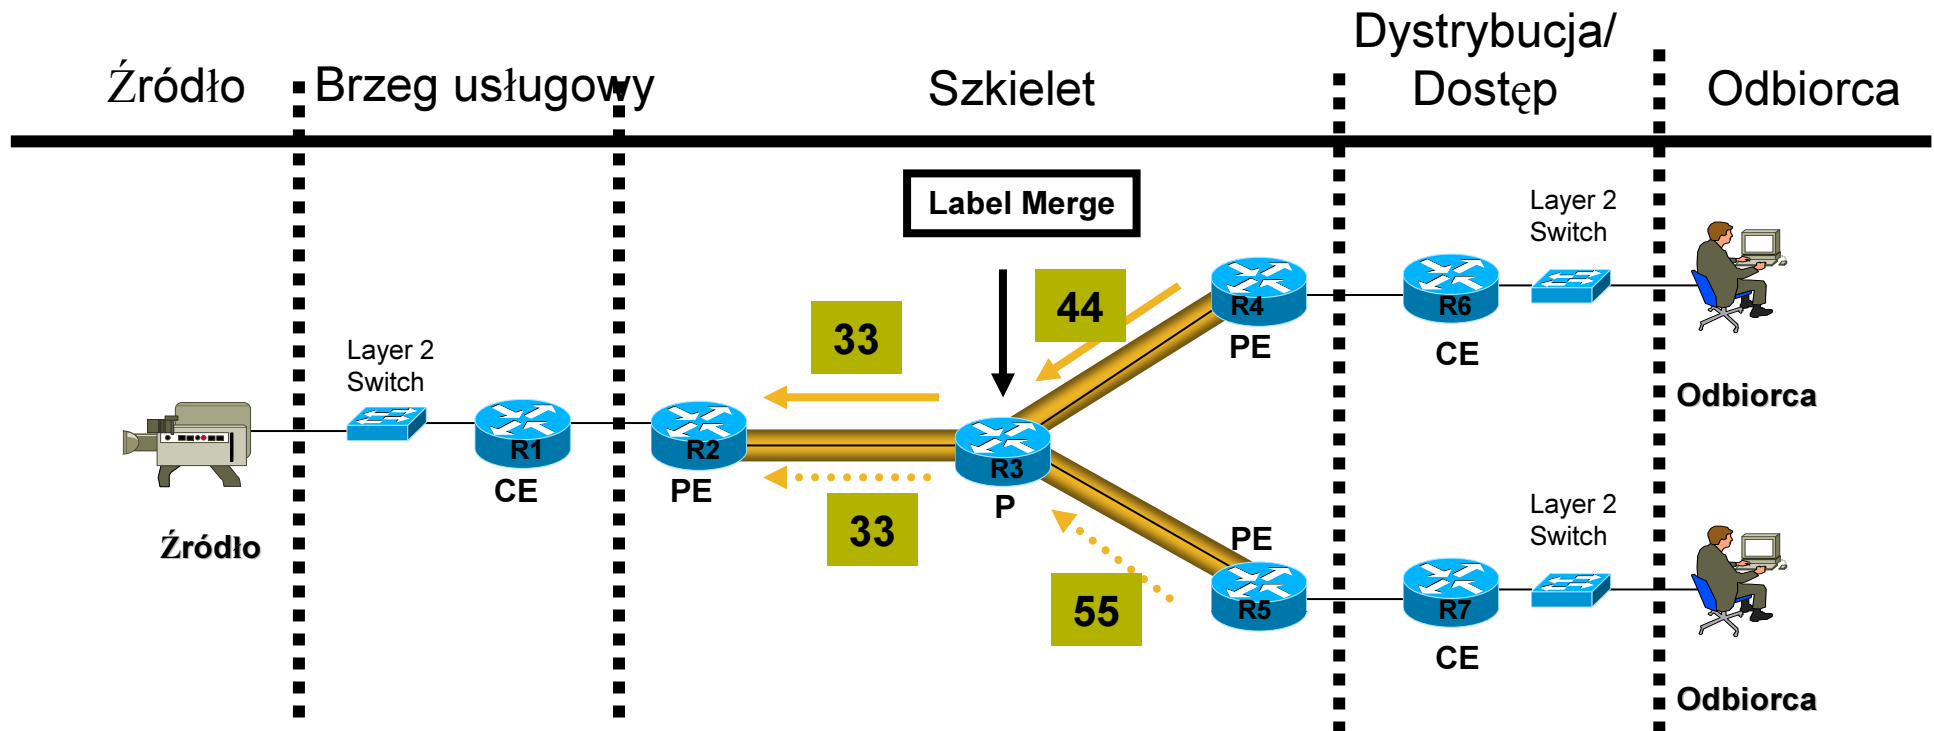 Źródło
Brzeg usługowy
Szkielet
Dystrybucja/
Dostęp
Odbiorca
Label Merge
Layer 2
Switch
44
33
R4
PE
R6
CE
Odbiorca
Layer 2
Switch
R1
CE
R2
PE
R3
P
Źródło
33
55
PE
R5
R7
CE
Layer 2
Switch
Odbiorca